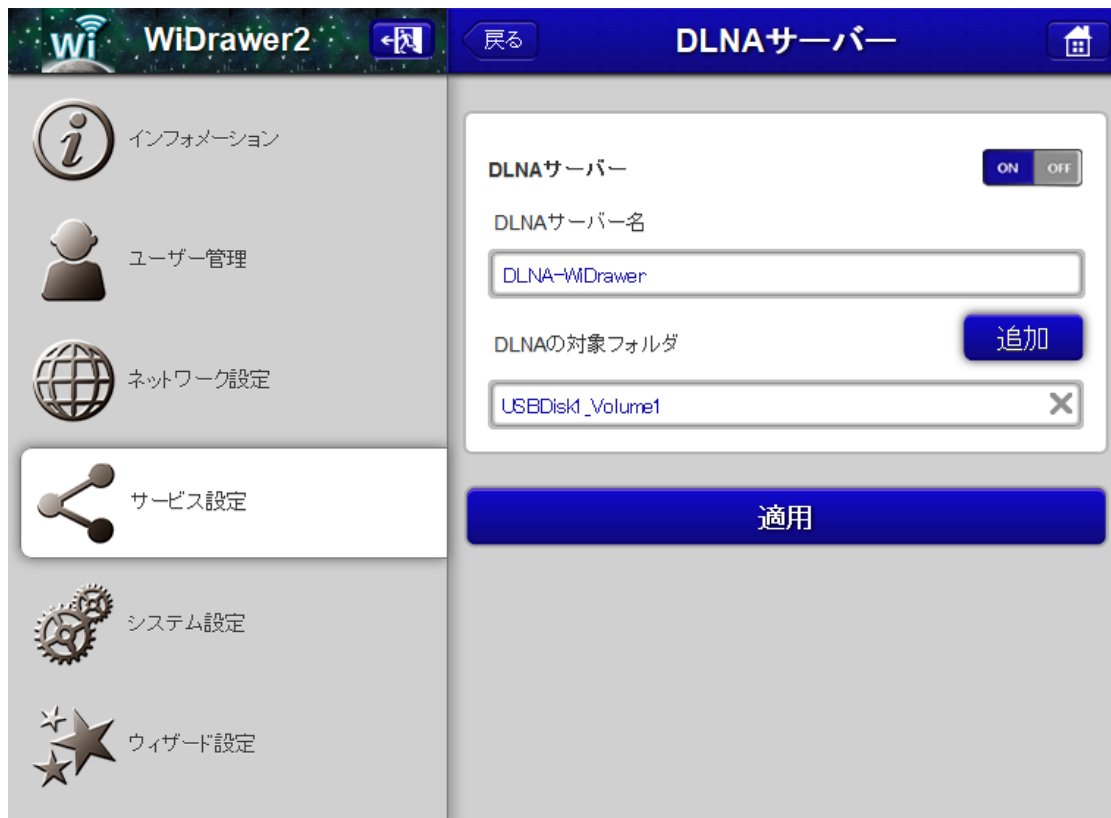 Wi WiDrawer2
戻る DLNAサーバー
インフォメーション
ユーザー管理
ネットワーク設定
サービス設定
システム設定
ウィザード設定
DLNAサーバー ON OFF
DLNAサーバー名
DLNA-WiDrawer
DLNAの対象フォルダ 追加
USBDisk1_Volume1
適用